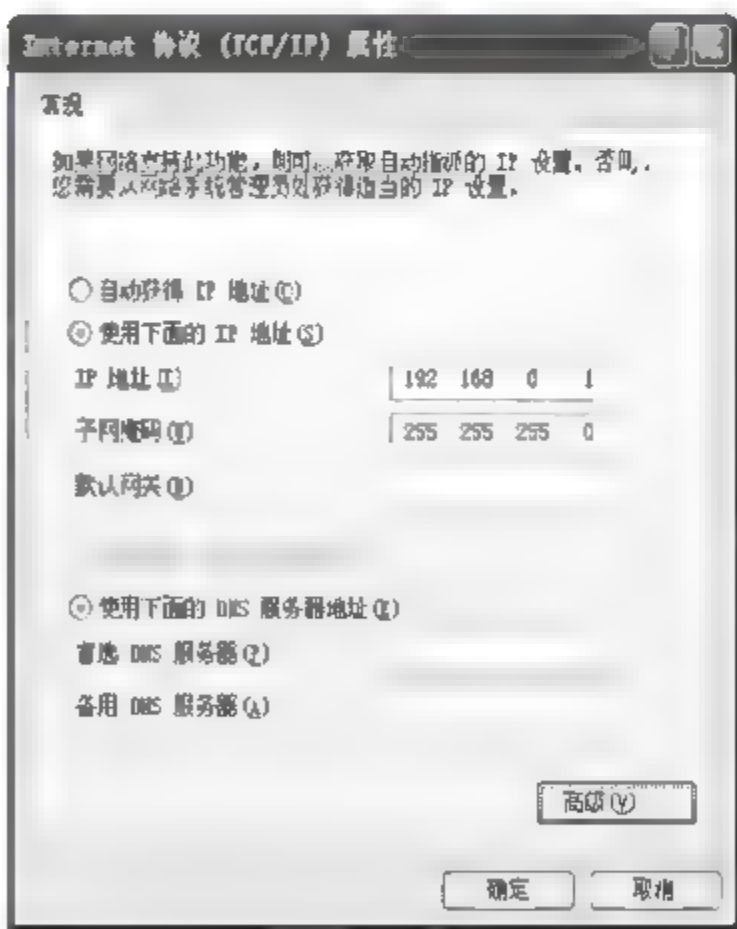 Internet 协议 (TCP/IP) 属性
常规
如果网络支持此功能，则可以获取自动指派的 IP 设置。否则，
您需要从网络系统管理员处获得适当的 IP 设置。
自动获得 IP 地址(O)
使用下面的 IP 地址(S)
IP 地址(I) 192 168 0 1
子网掩码(U) 255 255 255 0
默认网关(D)
使用下面的 DNS 服务器地址(E)
首选 DNS 服务器(P)
备用 DNS 服务器(A)
高级(V)
确定 取消